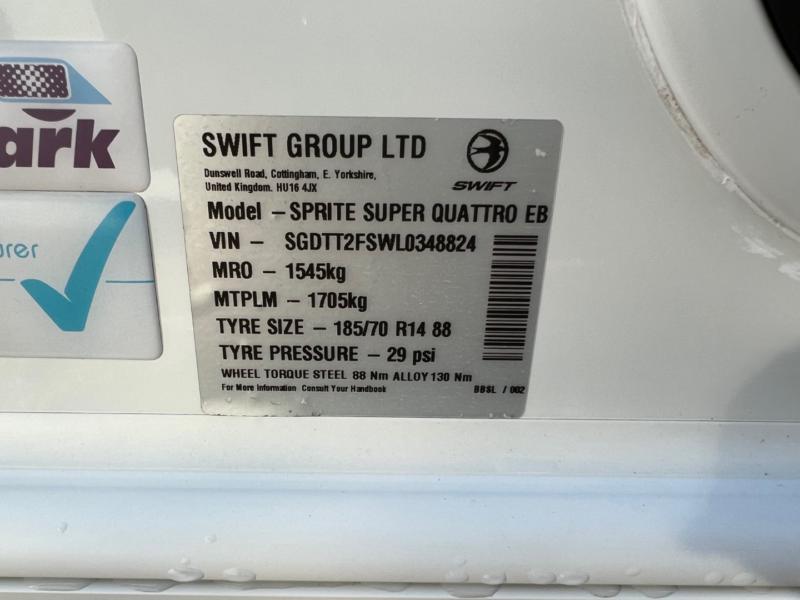 ark
urer
SWIFT GROUP LTD
SWIFT
Dunswell Road, Cottingham, E. Yorkshire,
United Kingdom. HU16 4JX
Model – SPRITE SUPER QUATTRO EB
VIN – SGDTT2FSWL0348824
MRO – 1545kg
MTPLM – 1705kg
TYRE SIZE – 185/70 R14 88
TYRE PRESSURE – 29 psi
WHEEL TORQUE STEEL 88 Nm ALLOY 130 Nm
For More Information Consult Your Handbook
BBSL / 002